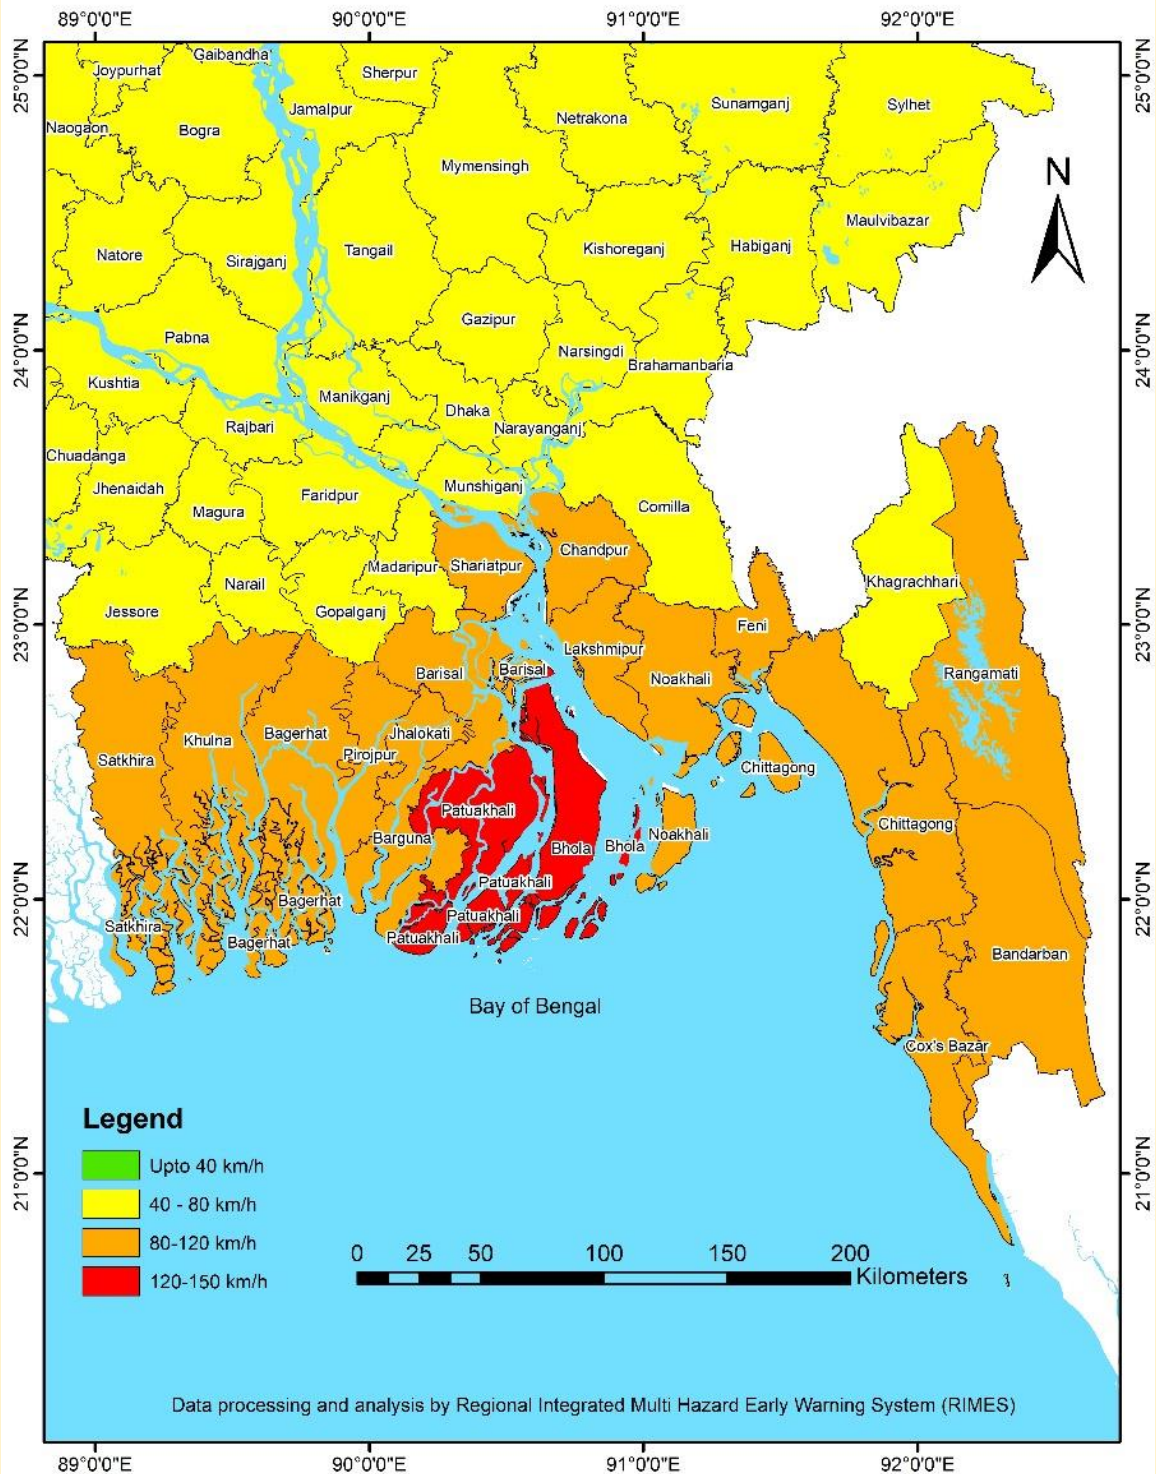 89°0'0"E
90°0'0"E
91°0'0"E
92°0'0"E
25°0'0"N
25°0'0"N
Gaibandha
Joypurhat
Sherpur
Jamalpur
Sunamganj
Sylhet
Naogaon
Bogra
Netrakona
Mymensingh
Maulvibazar
N
Natore
Sirajganj
Tangail
Kishoreganj
Habiganj
Gazipur
Pabna
Narsingdi
Brahamanbaria
24°0'0"N
24°0'0"N
Kushtia
Manikganj
Dhaka
Rajbari
Narayanganj
Chuadanga
Jhenaidah
Magura
Faridpur
Munshiganj
Comilla
Chandpur
Madaripur
Shariatpur
Khagrachhari
Narail
Jessore
Gopalganj
23°0'0"N
23°0'0"N
Feni
Lakshmipur
Barisal
Barisal
Noakhali
Rangamati
Khulna
Bagerhat
Jhalokati
Pirojpur
Satkhira
Chittagong
Patuakhali
Chittagong
Barguna
Bhola
Bhola
Noakhali
Patuakhali
22°0'0"N
22°0'0"N
Bagerhat
Patuakhali
Satkhira
Patuakhali
Bagerhat
Bandarban
Bay of Bengal
Cox's Bazar
Legend
Upto 40 km/h
40 - 80 km/h
80-120 km/h
120-150 km/h
21°0'0"N
21°0'0"N
0 25 50 100 150 200
Kilometers
Data processing and analysis by Regional Integrated Multi Hazard Early Warning System (RIMES)
89°0'0"E
90°0'0"E
91°0'0"E
92°0'0"E